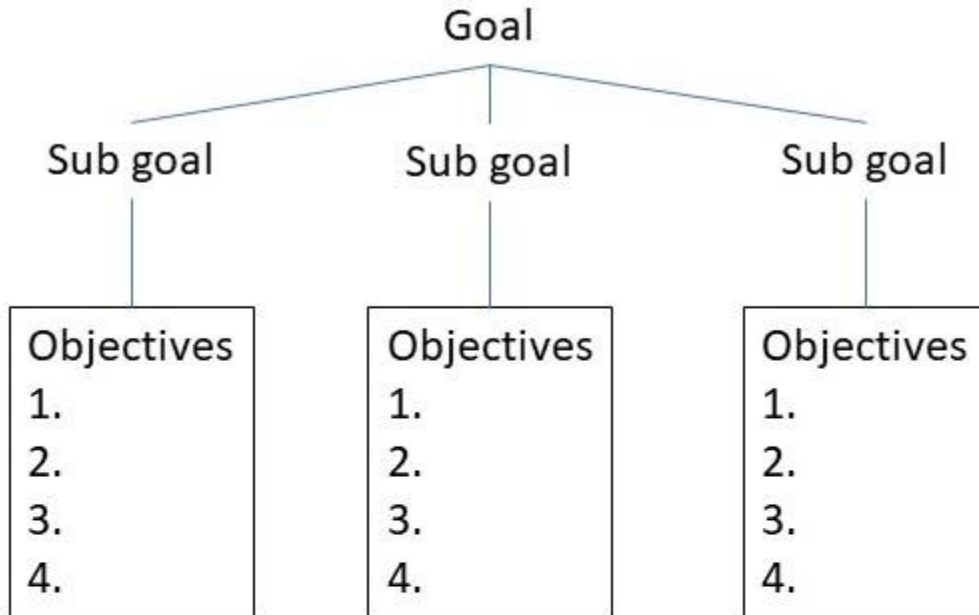 Goal
Sub goal
Sub goal
Sub goal
Objectives
1.
2.
3.
4.
Objectives
1.
2.
3.
4.
Objectives
1.
2.
3.
4.